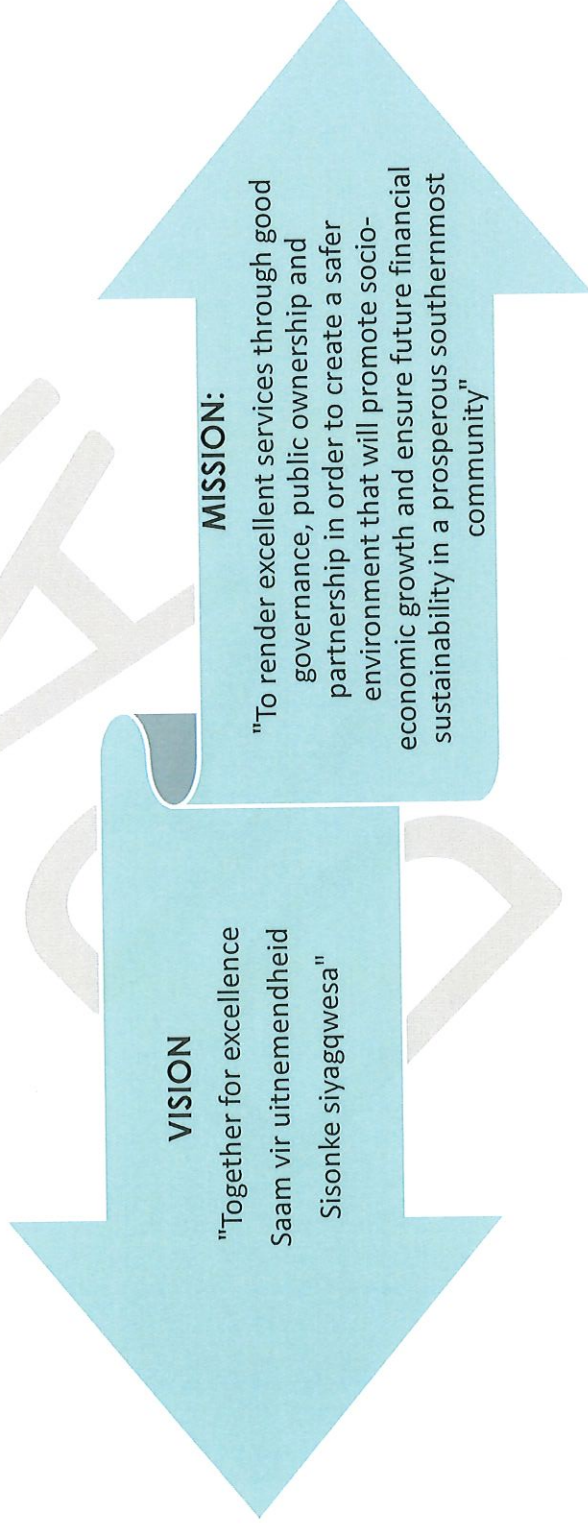 VISION
"Together for excellence
Saam vir uitnemendheid
Sisonke siyagqwesa"
MISSION:
"To render excellent services through good
governance, public ownership and
partnership in order to create a safer
environment that will promote socio-
economic growth and ensure future financial
sustainability in a prosperous southernmost
community"